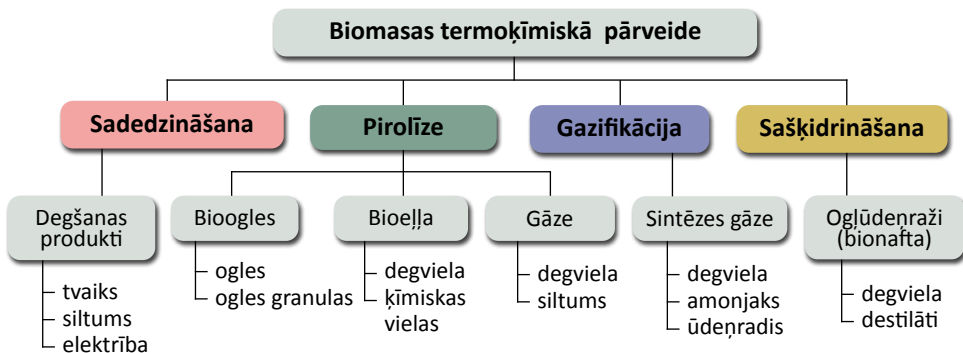 Biomasas termoķīmiskā pārveide
Sadedzināšana
Pirolīze
Gazifikācija
Sašķidrināšana
Degšanas
produkti
Bioogles
Bioeļļa
Gāze
Sintēzes gāze
Ogļūdeņraži
(bionafta)
tvaiks
siltums
elektrība
ogles
ogles granulas
degviela
ķīmiskas
vielas
degviela
siltums
degviela
amonjaks
ūdeņradis
degviela
destilāti